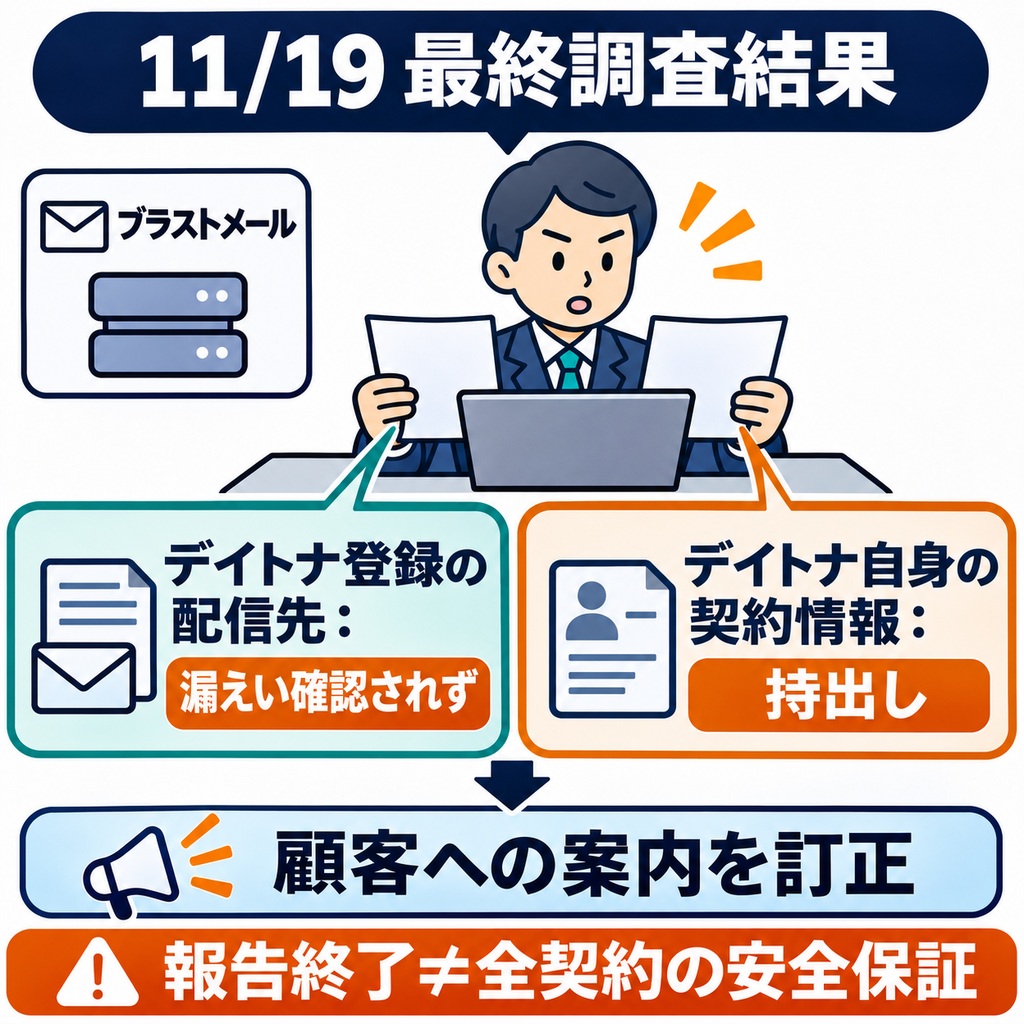 11/19 最終調査結果
ブラストメール
デイトナ登録の
配信先：
漏えい確認されず
デイトナ自身の
契約情報：
持出し
顧客への案内を訂正
報告終了≠全契約の安全保証